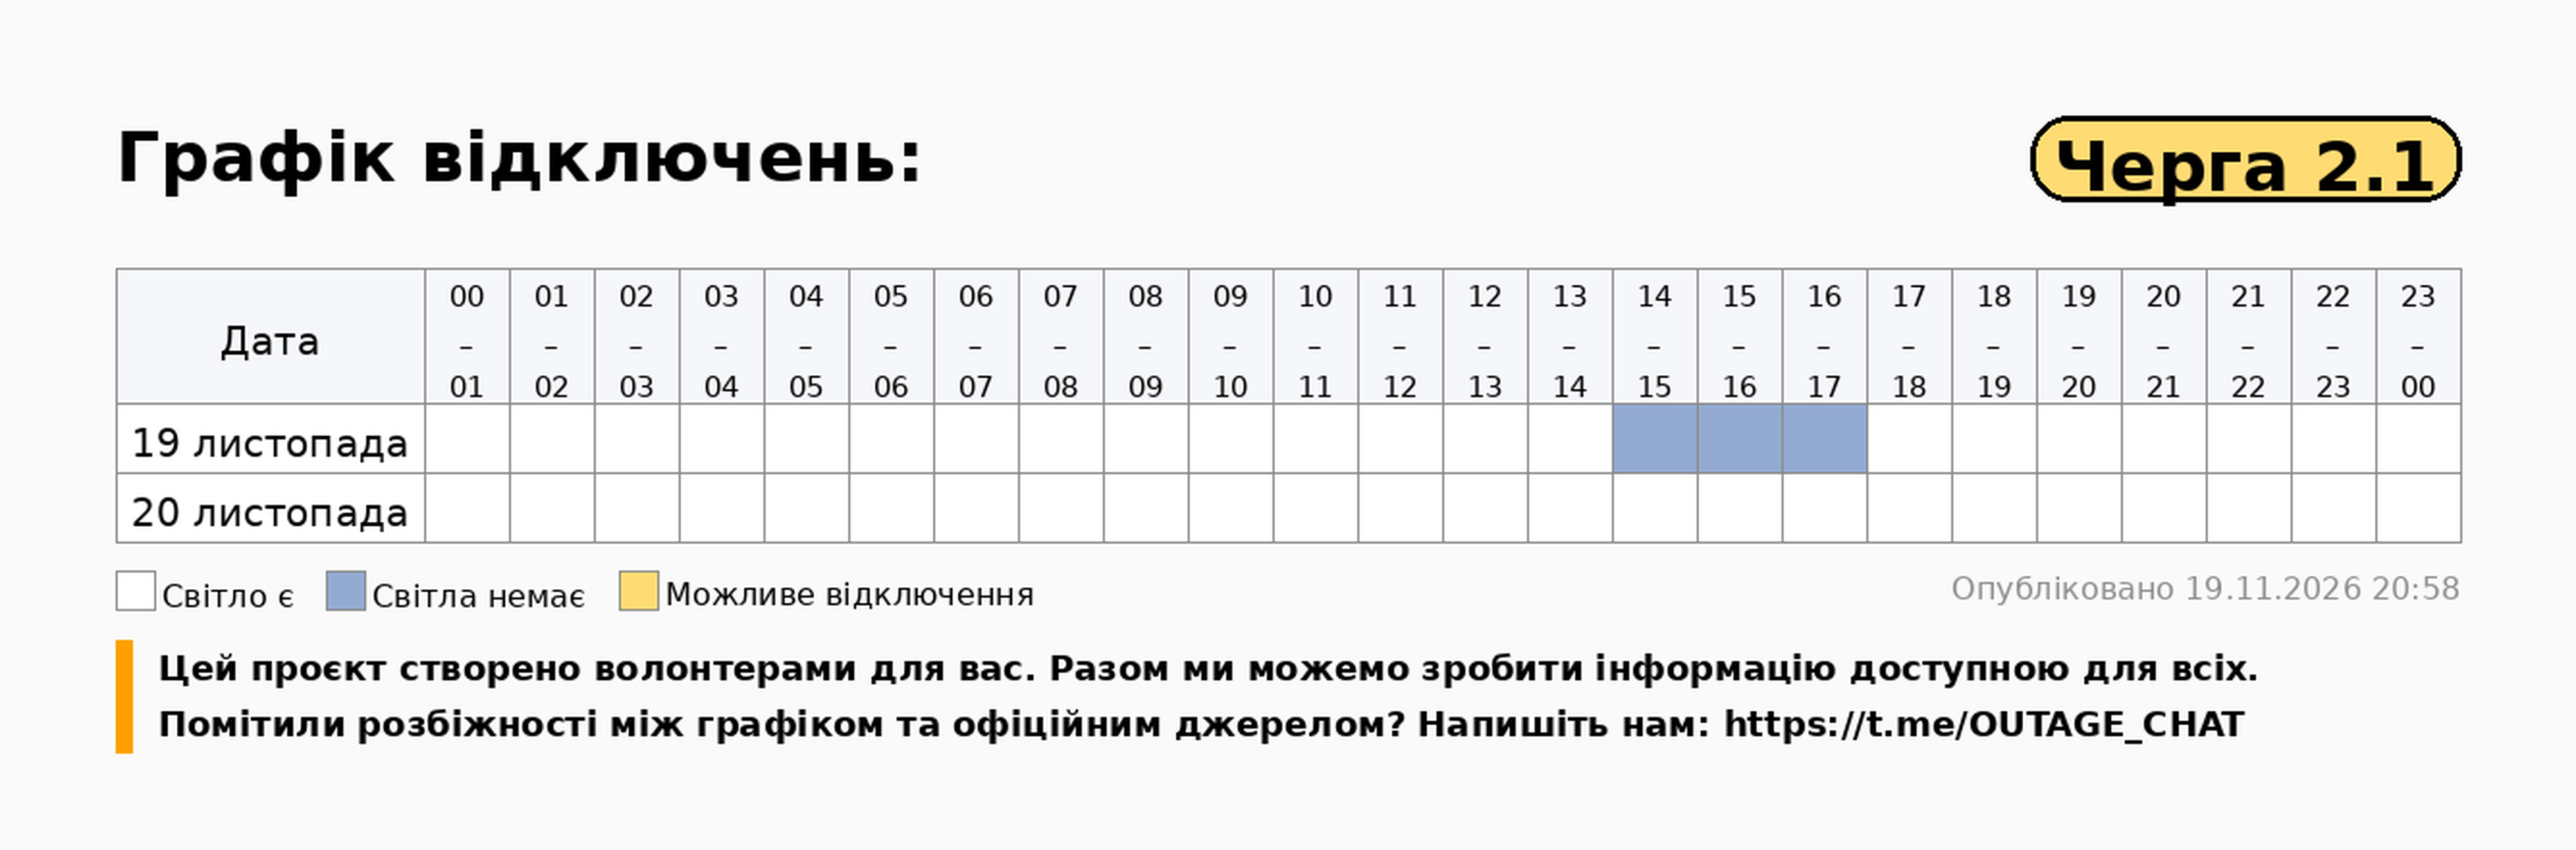 Графік відключень:
Черга 2.1
Дата
00 – 01
01 – 02
02 – 03
03 – 04
04 – 05
05 – 06
06 – 07
07 – 08
08 – 09
09 – 10
10 – 11
11 – 12
12 – 13
13 – 14
14 – 15
15 – 16
16 – 17
17 – 18
18 – 19
19 – 20
20 – 21
21 – 22
22 – 23
23 – 00
19 листопада
20 листопада
Світло є
Світла немає
Можливе відключення
Опубліковано 19.11.2026 20:58
Цей проєкт створено волонтерами для вас. Разом ми можемо зробити інформацію доступною для всіх.
Помітили розбіжності між графіком та офіційним джерелом? Напишіть нам: https://t.me/OUTAGE_CHAT